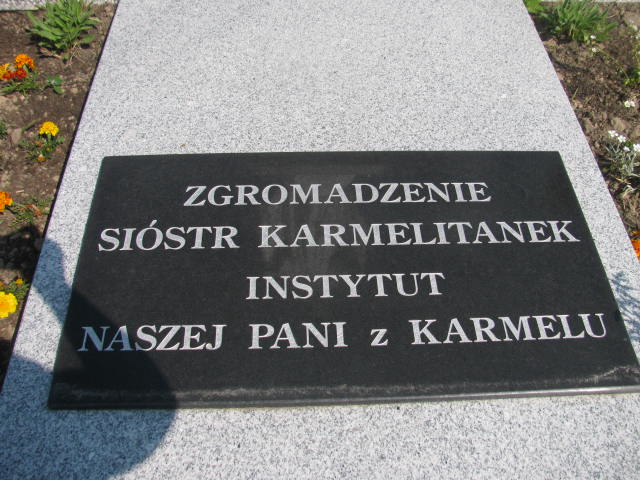 ZGROMADZENIE
SIÓSTR KARMELITANEK
INSTYTUT
NASZEJ PANI z KARMELU